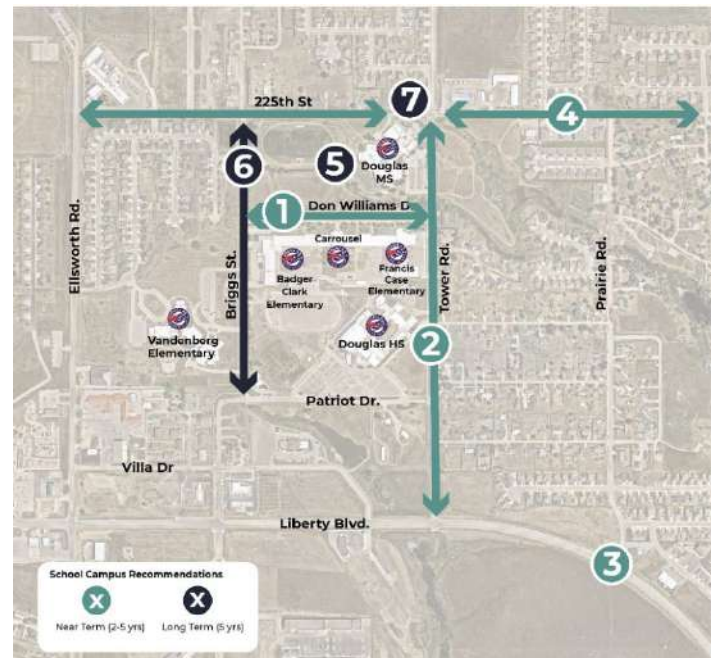 225th St
7
4
6
5
Douglas
MS
1
Don Williams D
Carrousel
Ellsworth Rd.
Briggs St.
Badger
Clark
Elementary
Francis
Case
Elementary
Tower Rd.
Prairie Rd.
Vandenberg
Elementary
Douglas HS
2
Patriot Dr.
Villa Dr
Liberty Blvd.
3
School Campus Recommendations
X
X
Near Term (2-5 yrs)
Long Term (5 yrs)